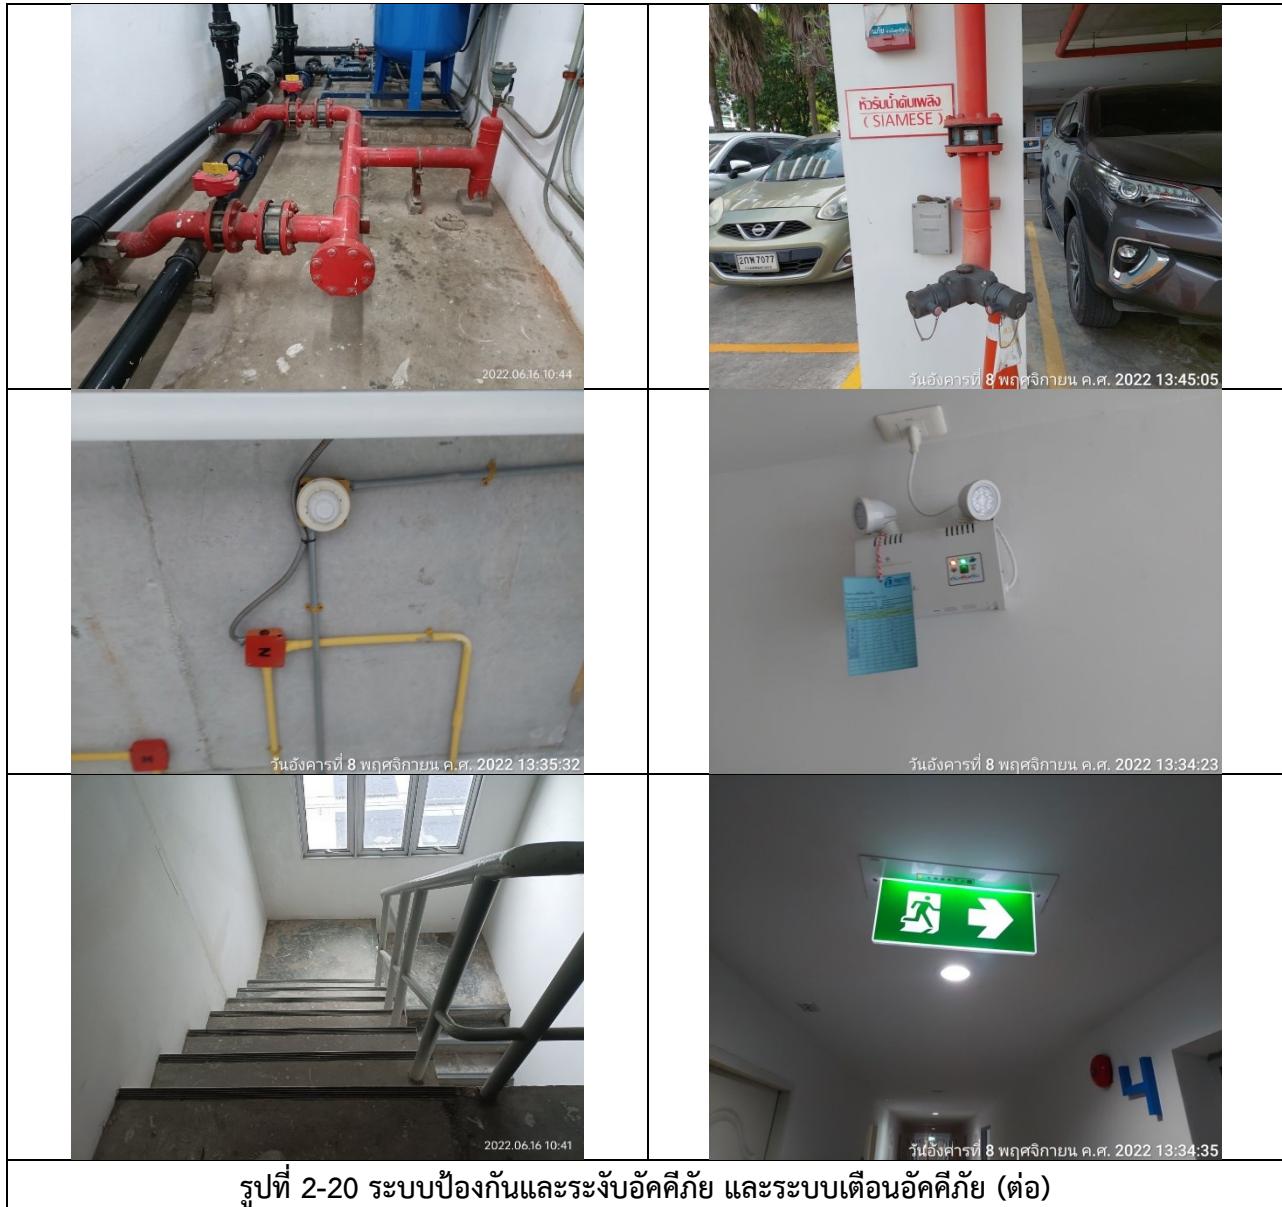 2022.06.16 10:44
หัวรับน้ำดับเพลิง
( SIAMESE )
2กพ 7077
วันอังคารที่ 8 พฤศจิกายน ค.ศ. 2022 13:45:05
N
วันอังคารที่ 8 พฤศจิกายน ค.ศ. 2022 13:35:32
วันอังคารที่ 8 พฤศจิกายน ค.ศ. 2022 13:34:23
2022.06.16 10:41
4
วันอังคารที่ 8 พฤศจิกายน ค.ศ. 2022 13:34:35
รูปที่ 2-20 ระบบป้องกันและระงับอัคคีภัย และระบบเตือนอัคคีภัย (ต่อ)